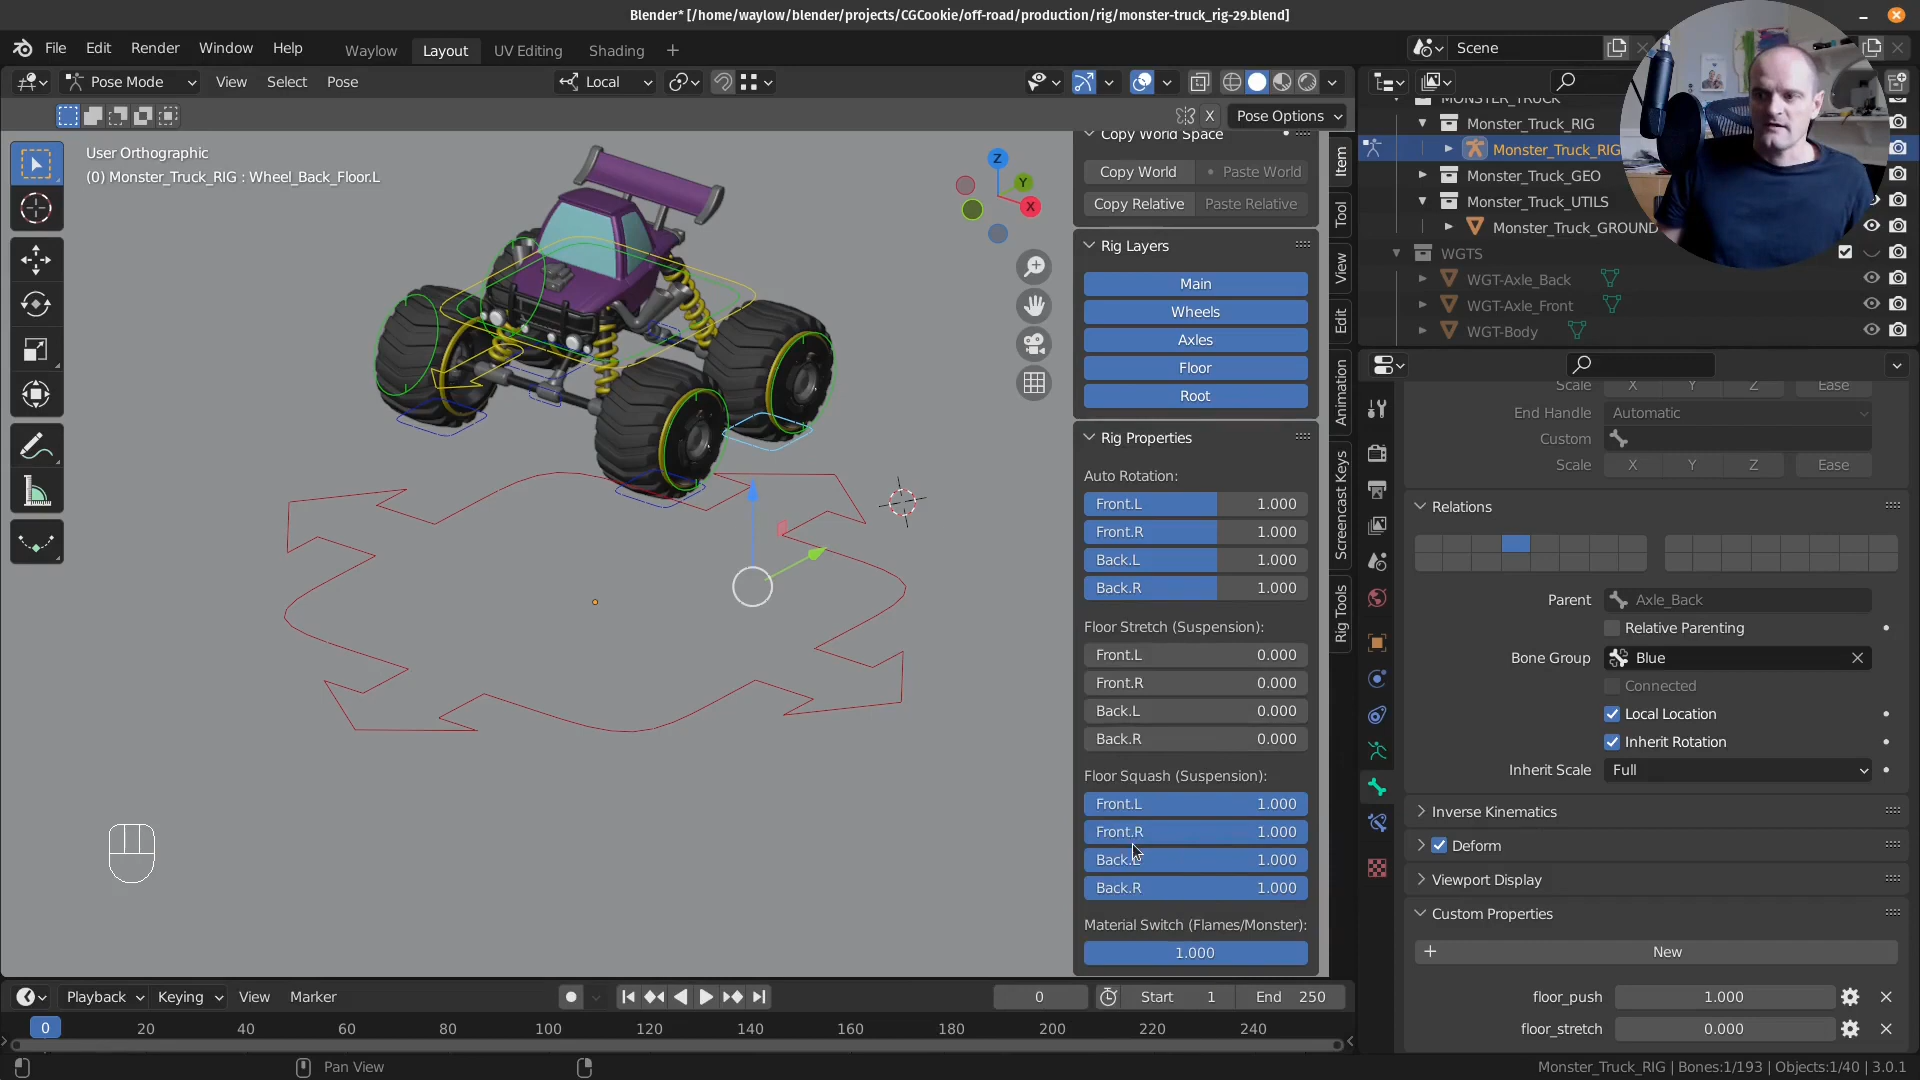 Blender* [/home/waylow/blender/projects/CGCookie/off-road/production/rig/monster-truck_rig-29.blend]
File Edit Render Window Help
Waylow Layout UV Editing Shading +
Scene
Pose Mode View Select Pose
Local
X Pose Options
User Orthographic
(0) Monster_Truck_RIG : Wheel_Back_Floor.L
Z
Y
X
Copy World Space
Copy World Paste World
Copy Relative Paste Relative
Rig Layers
Main
Wheels
Axles
Floor
Root
Rig Properties
Auto Rotation:
Front.L 1.000
Front.R 1.000
Back.L 1.000
Back.R 1.000
Floor Stretch (Suspension):
Front.L 0.000
Front.R 0.000
Back.L 0.000
Back.R 0.000
Floor Squash (Suspension):
Front.L 1.000
Front.R 1.000
Back.L 1.000
Back.R 1.000
Material Switch (Flames/Monster):
1.000
Item
Tool
View
Edit
Animation
Screencast Keys
Rig Tools
MONSTER_TRUCK
Monster_Truck_RIG
Monster_Truck_RIG
Monster_Truck_GEO
Monster_Truck_UTILS
Monster_Truck_GROUND
WGTS
WGT-Axle_Back
WGT-Axle_Front
WGT-Body
Scale X Y Z Ease
End Handle Automatic
Custom
Scale X Y Z Ease
Relations
Parent Axle_Back
Relative Parenting
Bone Group Blue
Connected
Local Location
Inherit Rotation
Inherit Scale Full
Inverse Kinematics
Deform
Viewport Display
Custom Properties
+ New
floor_push 1.000
floor_stretch 0.000
Playback Keying View Marker
0 Start 1 End 250
0 20 40 60 80 100 120 140 160 180 200 220 240
Pan View
Monster_Truck_RIG | Bones:1/193 | Objects:1/40 | 3.0.1